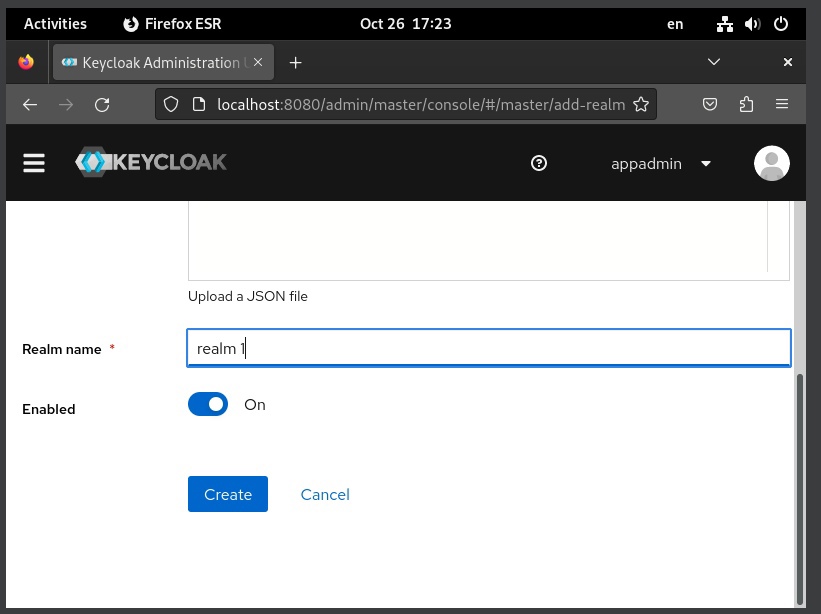 Activities Firefox ESR Oct 26 17:23 en
Keycloak Administration
localhost:8080/admin/master/console/#/master/add-realm
KEYCLOAK appadmin
Upload a JSON file
Realm name *
realm 1
Enabled On
Create Cancel